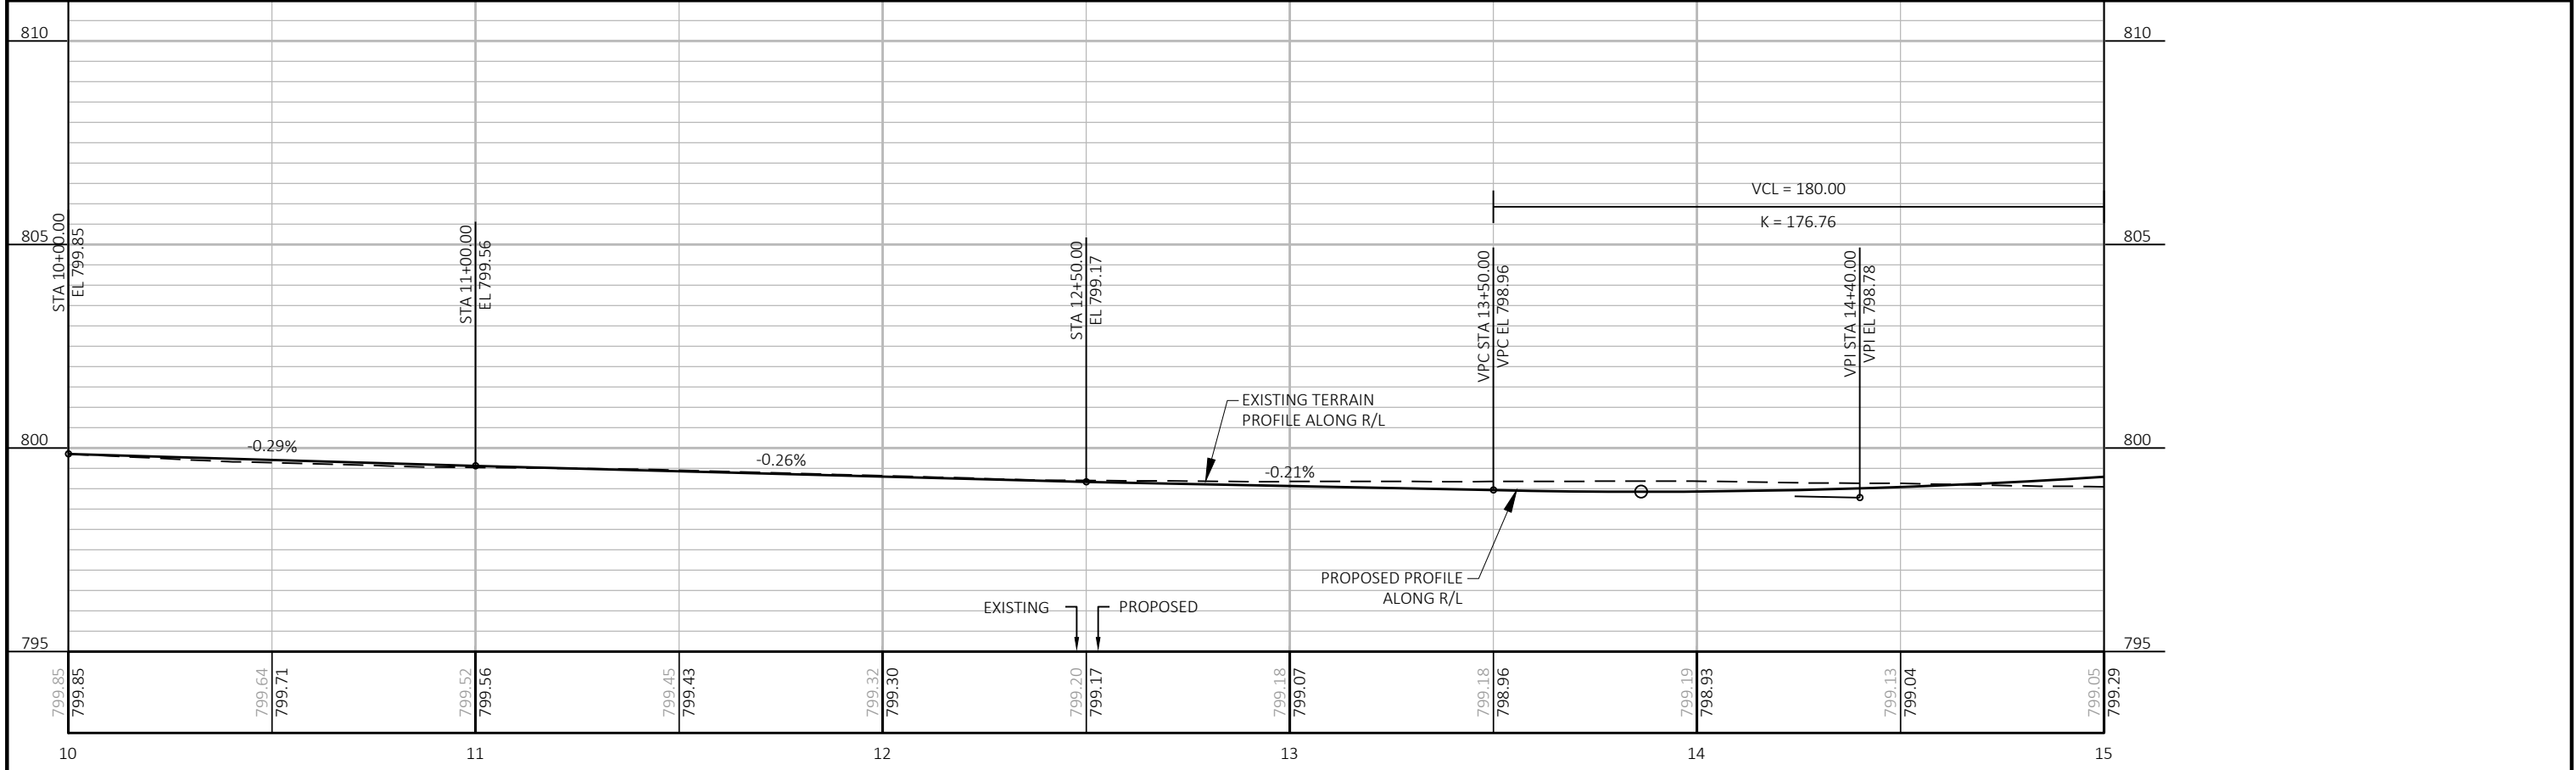 810
810
VCL = 180.00
K = 176.76
805
805
STA 10+00.00
EL 799.85
STA 11+00.00
EL 799.56
STA 12+50.00
EL 799.17
VPC STA 13+50.00
VPC EL 798.96
VPI STA 14+40.00
VPI EL 798.78
EXISTING TERRAIN
PROFILE ALONG R/L
800
-0.29%
-0.26%
-0.21%
800
PROPOSED PROFILE
ALONG R/L
EXISTING
PROPOSED
795
795
799.85
799.85
799.64
799.71
799.52
799.56
799.45
799.43
799.32
799.30
799.20
799.17
799.18
799.07
799.18
798.96
799.19
798.93
799.13
799.04
799.05
799.29
10
11
12
13
14
15